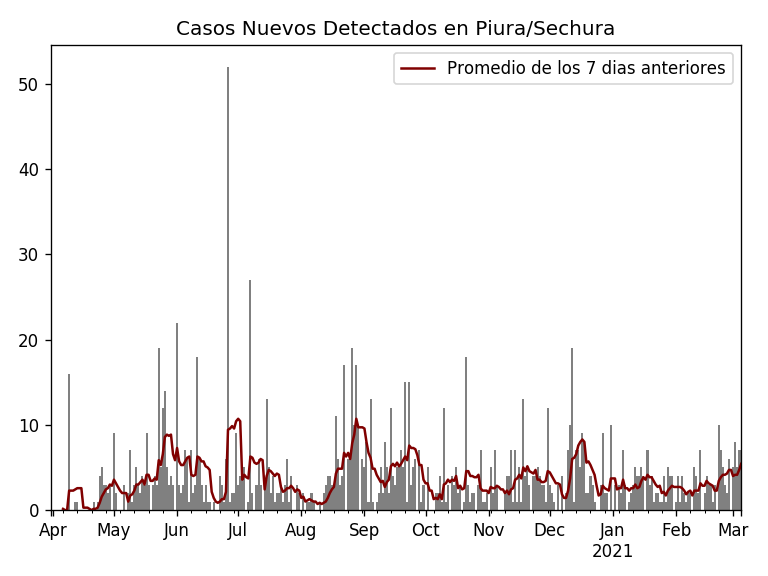 Casos Nuevos Detectados en Piura/Sechura
Promedio de los 7 dias anteriores
50
40
30
20
10
0
Apr May Jun Jul Aug Sep Oct Nov Dec Jan Feb Mar
2021